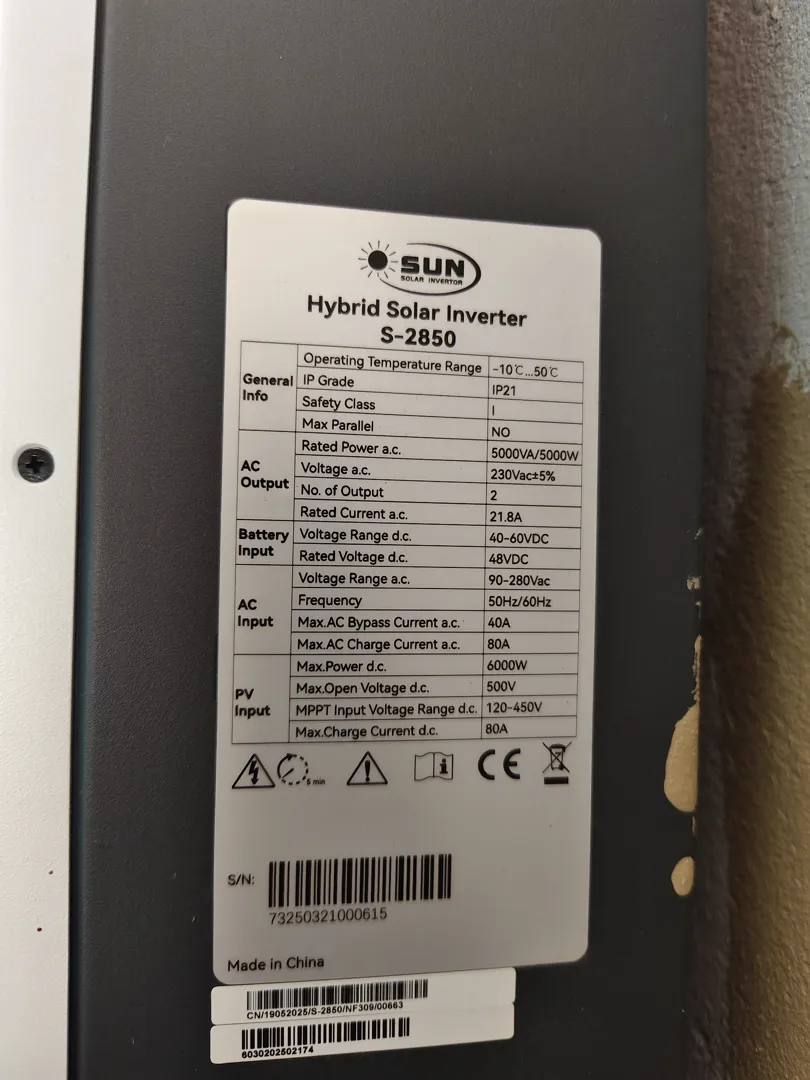 SUN
SOLAR INVERTOR
Hybrid Solar Inverter
S-2850
General Info
Operating Temperature Range -10℃...50℃
IP Grade IP21
Safety Class I
Max Parallel NO
AC Output
Rated Power a.c. 5000VA/5000W
Voltage a.c. 230Vac±5%
No. of Output 2
Rated Current a.c. 21.8A
Battery Input
Voltage Range d.c. 40-60VDC
Rated Voltage d.c. 48VDC
AC Input
Voltage Range a.c. 90-280Vac
Frequency 50Hz/60Hz
Max.AC Bypass Current a.c. 40A
Max.AC Charge Current a.c. 80A
PV Input
Max.Power d.c. 6000W
Max.Open Voltage d.c. 500V
MPPT Input Voltage Range d.c. 120-450V
Max.Charge Current d.c. 80A
5 min
CE
S/N:
73250321000615
Made in China
CN/19052025/S-2850/NF309/00663
6030202502174